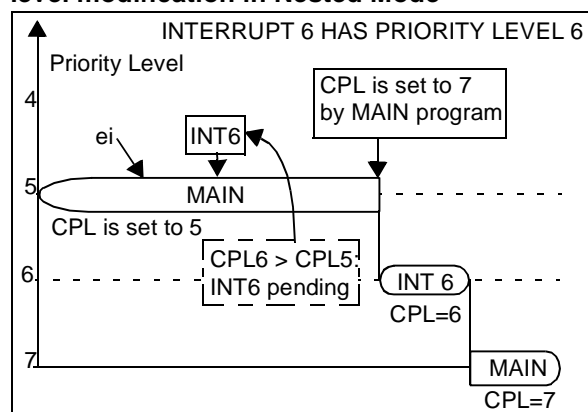 level modification in Nested Mode
INTERRUPT 6 HAS PRIORITY LEVEL 6
Priority Level
CPL is set to 7
by MAIN program
4
ei
INT6
5
MAIN
CPL is set to 5
CPL6 > CPL5:
INT6 pending
6
INT 6
CPL=6
7
MAIN
CPL=7